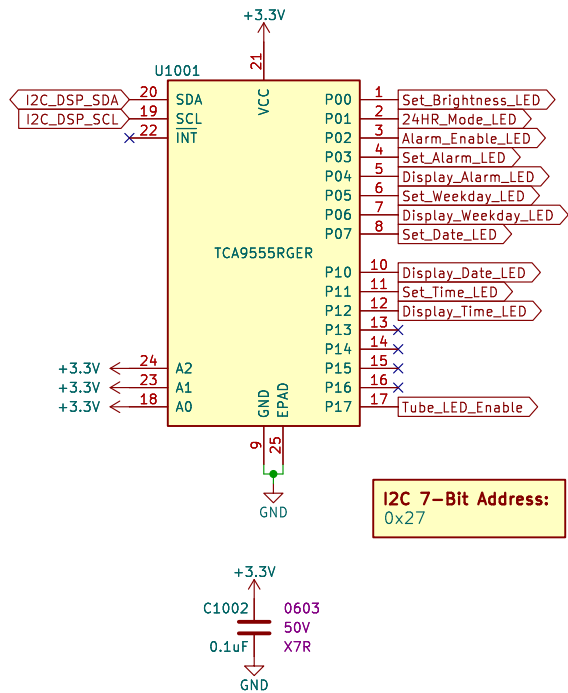 +3.3V
U1001
21
VCC
I2C_DSP_SDA 20 SDA P00 1 Set_Brightness_LED
I2C_DSP_SCL 19 SCL P01 2 24HR_Mode_LED
22 INT P02 3 Alarm_Enable_LED
P03 4 Set_Alarm_LED
P04 5 Display_Alarm_LED
P05 6 Set_Weekday_LED
P06 7 Display_Weekday_LED
P07 8 Set_Date_LED
TCA9555RGER
P10 10 Display_Date_LED
P11 11 Set_Time_LED
P12 12 Display_Time_LED
P13 13
P14 14
+3.3V 24 A2 P15 15
+3.3V 23 A1 P16 16
+3.3V 18 A0 P17 17 Tube_LED_Enable
GND EPAD
9 25
GND
I2C 7-Bit Address:
0x27
+3.3V
C1002 0603
50V
0.1uF X7R
GND